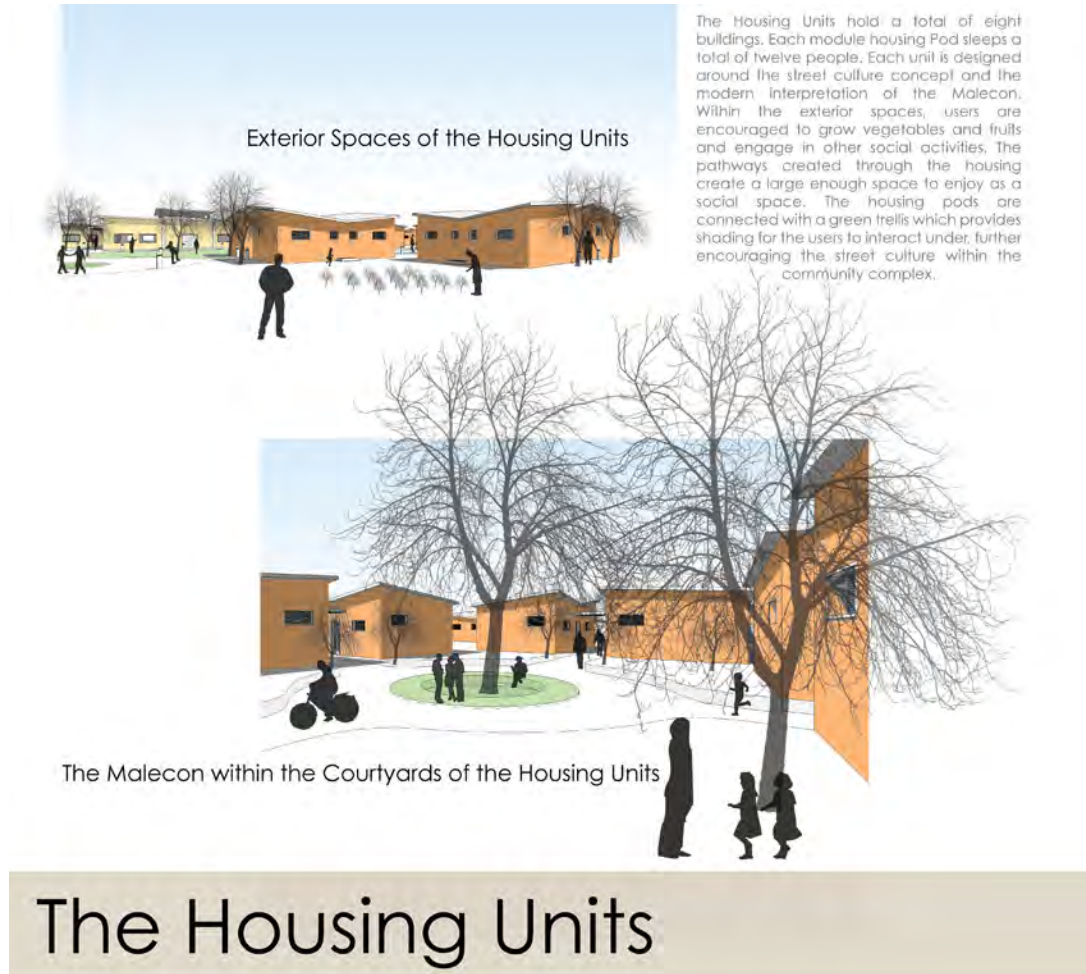 The Housing Units hold a total of eight
buildings. Each module housing Pod sleeps a
total of twelve people. Each unit is designed
around the street culture concept and the
modern interpretation of the Malecon.
Within the exterior spaces, users are
encouraged to grow vegetables and fruits
and engage in other social activities. The
pathways created through the housing
create a large enough space to enjoy as a
social space. The housing pods are
connected with a green trellis which provides
shading for the users to interact under, further
encouraging the street culture within the
community complex.
Exterior Spaces of the Housing Units
The Malecon within the Courtyards of the Housing Units
The Housing Units